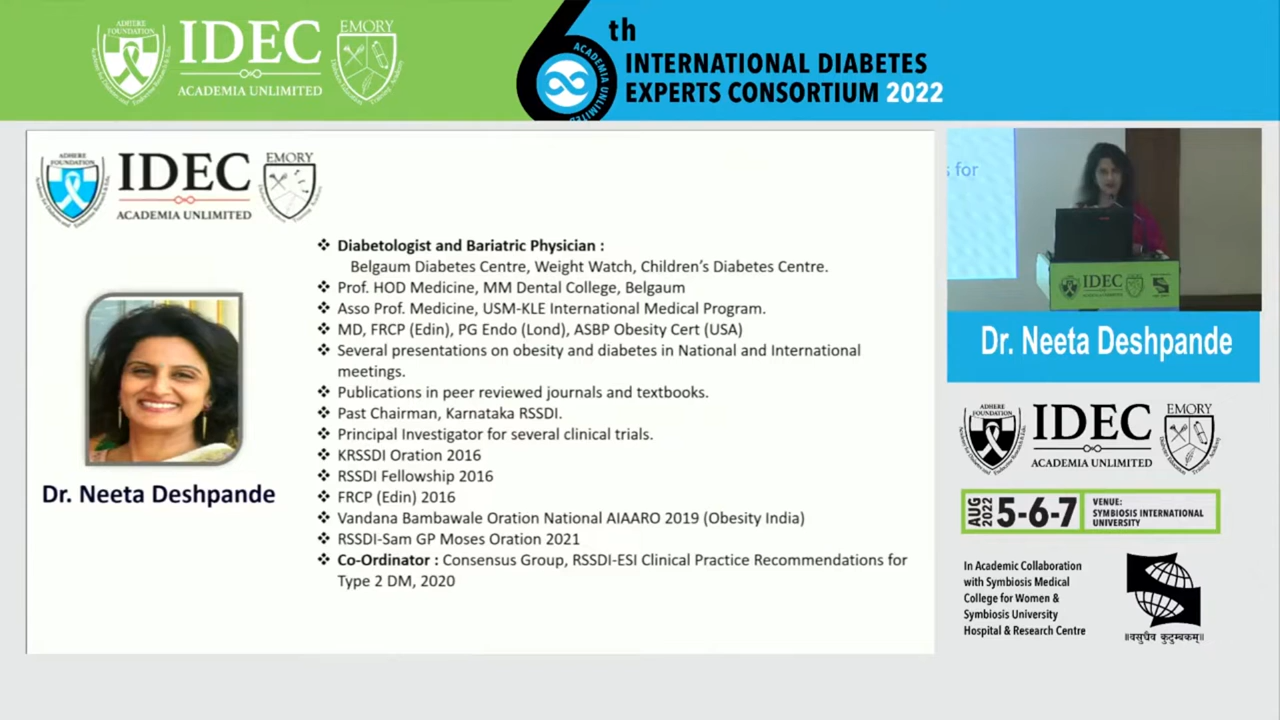 ADHERE
FOUNDATION
IDEC
ACADEMIA UNLIMITED
EMORY
6th
ACADEMIA UNLIMITED
INTERNATIONAL DIABETES
EXPERTS CONSORTIUM 2022
ADHERE
FOUNDATION
IDEC
ACADEMIA UNLIMITED
EMORY
❖ Diabetologist and Bariatric Physician :
Belgaum Diabetes Centre, Weight Watch, Children's Diabetes Centre.
❖ Prof. HOD Medicine, MM Dental College, Belgaum
❖ Asso Prof. Medicine, USM-KLE International Medical Program.
❖ MD, FRCP (Edin), PG Endo (Lond), ASBP Obesity Cert (USA)
❖ Several presentations on obesity and diabetes in National and International
meetings.
❖ Publications in peer reviewed journals and textbooks.
❖ Past Chairman, Karnataka RSSDI.
❖ Principal Investigator for several clinical trials.
❖ KRSSDI Oration 2016
❖ RSSDI Fellowship 2016
❖ FRCP (Edin) 2016
❖ Vandana Bambawale Oration National AIAARO 2019 (Obesity India)
❖ RSSDI-Sam GP Moses Oration 2021
❖ Co-Ordinator : Consensus Group, RSSDI-ESI Clinical Practice Recommendations for
Type 2 DM, 2020
Dr. Neeta Deshpande
for
IDEC
Dr. Neeta Deshpande
ADHERE
FOUNDATION
IDEC
ACADEMIA UNLIMITED
EMORY
AUG
2022
5-6-7
VENUE:
SYMBIOSIS INTERNATIONAL
UNIVERSITY
In Academic Collaboration
with Symbiosis Medical
College for Women &
Symbiosis University
Hospital & Research Centre
॥वसुधैव कुटुम्बकम्॥